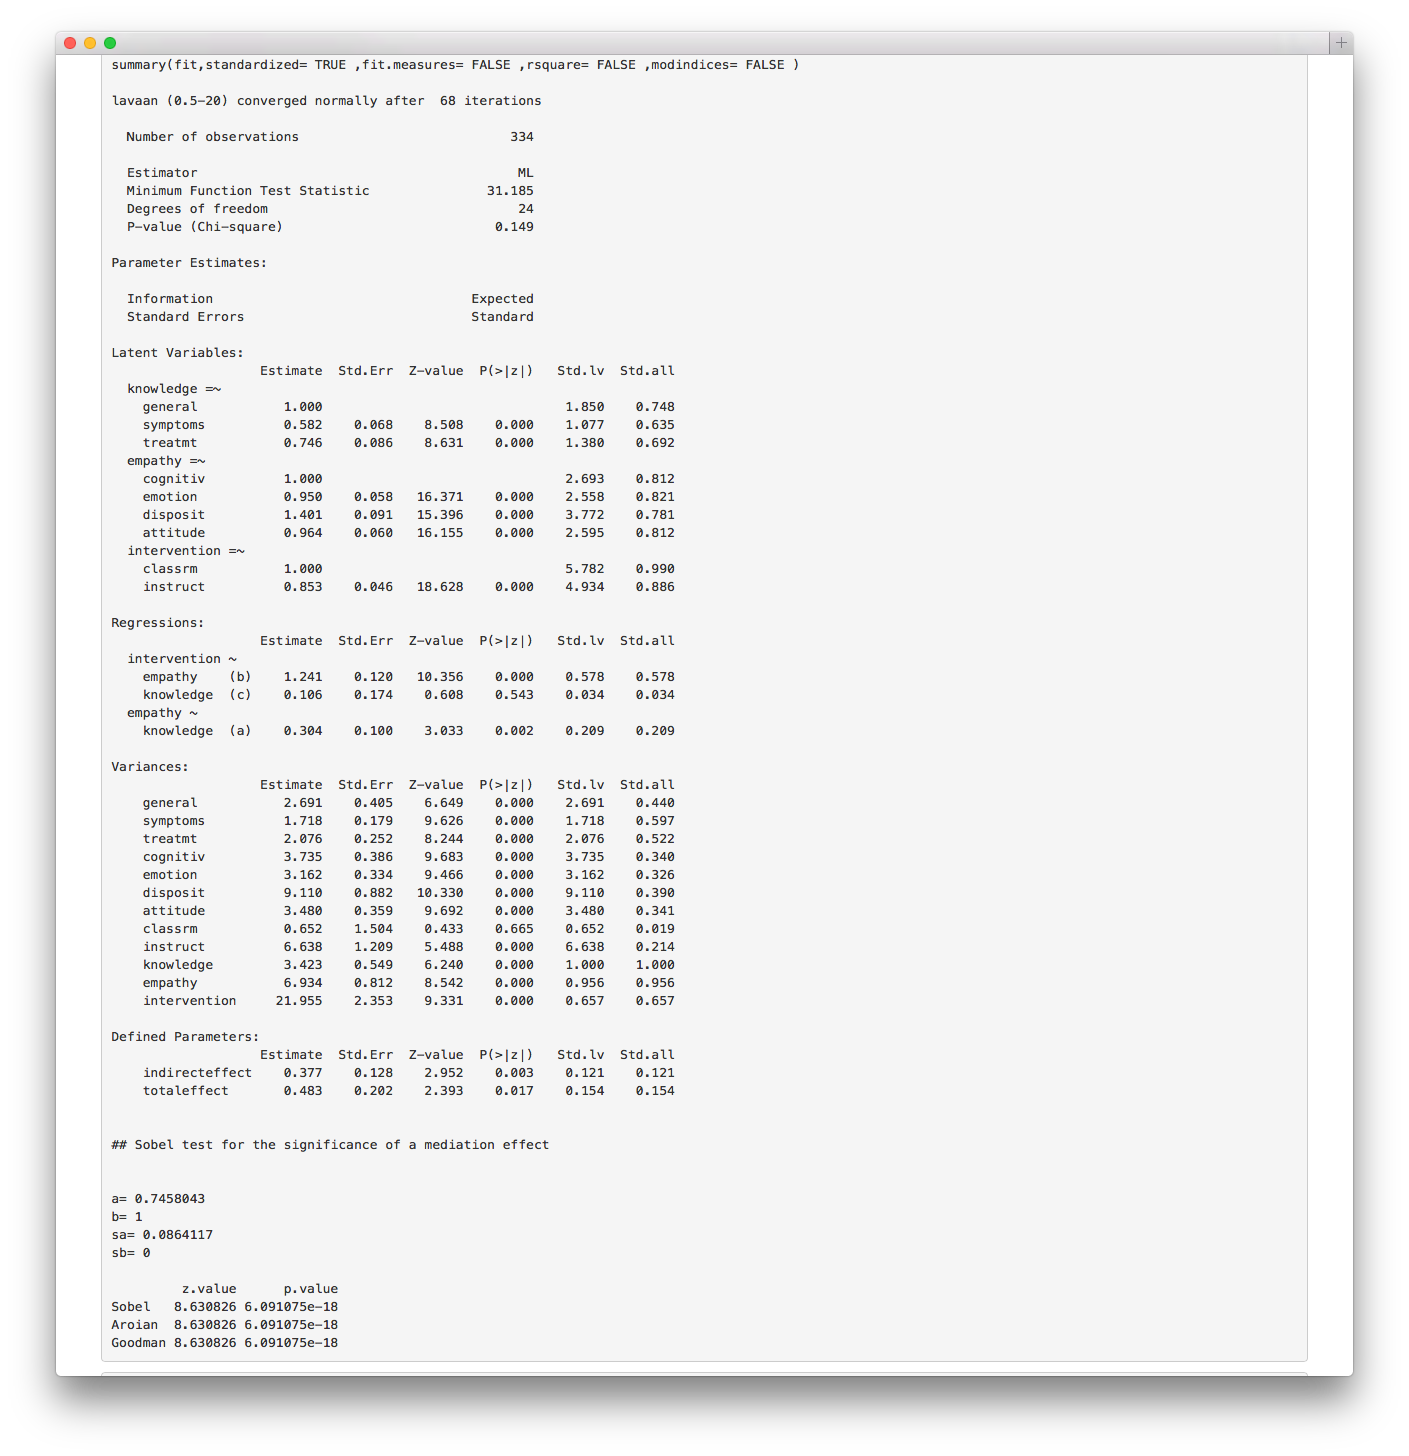 summary(fit,standardized= TRUE ,fit.measures= FALSE ,rsquare= FALSE ,modindices= FALSE )
lavaan (0.5-20) converged normally after  68 iterations
Number of observations                           334
Estimator                                         ML
Minimum Function Test Statistic               31.185
Degrees of freedom                                24
P-value (Chi-square)                           0.149
Parameter Estimates:
Information                                 Expected
Standard Errors                             Standard
Latent Variables:
Estimate  Std.Err  Z-value  P(>|z|)   Std.lv  Std.all
knowledge =~
general           1.000                               1.850    0.748
symptoms          0.582    0.068    8.508    0.000    1.077    0.635
treatmt           0.746    0.086    8.631    0.000    1.380    0.692
empathy =~
cognitiv          1.000                               2.693    0.812
emotion           0.950    0.058   16.371    0.000    2.558    0.821
disposit          1.401    0.091   15.396    0.000    3.772    0.781
attitude          0.964    0.060   16.155    0.000    2.595    0.812
intervention =~
classrm           1.000                               5.782    0.990
instruct          0.853    0.046   18.628    0.000    4.934    0.886
Regressions:
Estimate  Std.Err  Z-value  P(>|z|)   Std.lv  Std.all
intervention ~
empathy    (b)    1.241    0.120   10.356    0.000    0.578    0.578
knowledge  (c)    0.106    0.174    0.608    0.543    0.034    0.034
empathy ~
knowledge  (a)    0.304    0.100    3.033    0.002    0.209    0.209
Variances:
Estimate  Std.Err  Z-value  P(>|z|)   Std.lv  Std.all
general           2.691    0.405    6.649    0.000    2.691    0.440
symptoms          1.718    0.179    9.626    0.000    1.718    0.597
treatmt           2.076    0.252    8.244    0.000    2.076    0.522
cognitiv          3.735    0.386    9.683    0.000    3.735    0.340
emotion           3.162    0.334    9.466    0.000    3.162    0.326
disposit          9.110    0.882   10.330    0.000    9.110    0.390
attitude          3.480    0.359    9.692    0.000    3.480    0.341
classrm           0.652    1.504    0.433    0.665    0.652    0.019
instruct          6.638    1.209    5.488    0.000    6.638    0.214
knowledge         3.423    0.549    6.240    0.000    1.000    1.000
empathy           6.934    0.812    8.542    0.000    0.956    0.956
intervention     21.955    2.353    9.331    0.000    0.657    0.657
Defined Parameters:
Estimate  Std.Err  Z-value  P(>|z|)   Std.lv  Std.all
indirecteffect    0.377    0.128    2.952    0.003    0.121    0.121
totaleffect       0.483    0.202    2.393    0.017    0.154    0.154
## Sobel test for the significance of a mediation effect
a= 0.7458043
b= 1
sa= 0.0864117
sb= 0
z.value      p.value
Sobel   8.630826 6.091075e-18
Aroian  8.630826 6.091075e-18
Goodman 8.630826 6.091075e-18